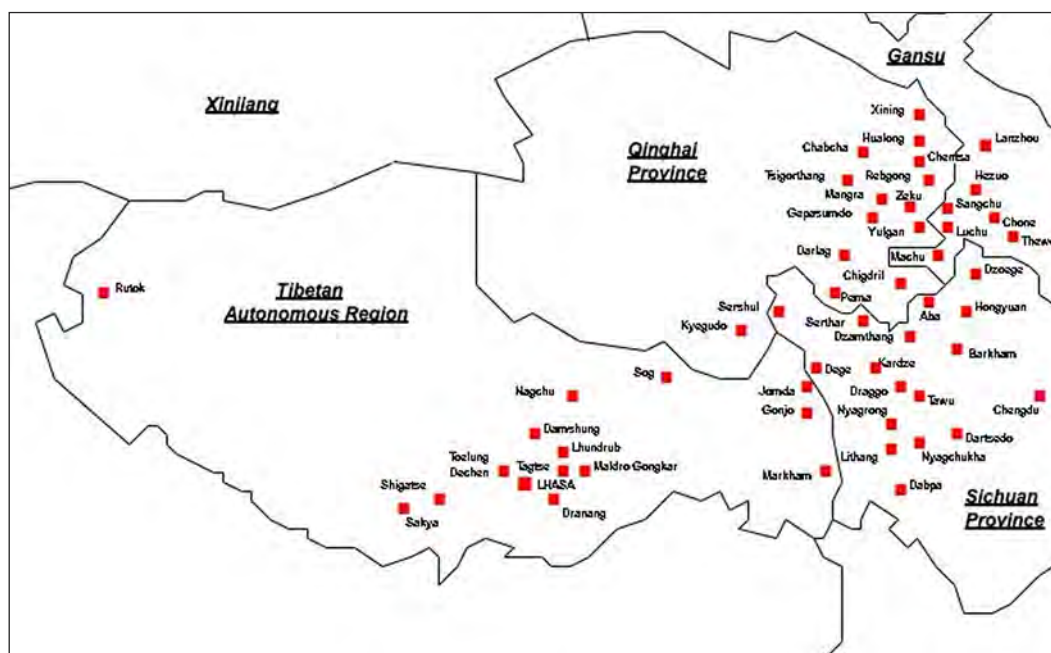 Gansu
Xinjiang
Xining
Hualong
Lanzhou
Chabcha
Chentsa
Qinghai
Province
Tsigorthang
Rebgong
Hezuo
Mangra
Zeku
Sangchu
Gepasumdo
Chone
Yulgan
Luchu
Thewo
Darlag
Machu
Chigdril
Dzoege
Rutok
Tibetan
Autonomous Region
Pema
Sershul
Serthar
Aba
Hongyuan
Kyegudo
Dzamthang
Barkham
Sog
Dege
Kardze
Nagchu
Jomda
Draggo
Tawu
Chengdu
Gonjo
Nyagrong
Damshung
Dartsedo
Lhundrub
Lithang
Nyagchukha
Toelung
Dechen
Tagtse
Maldro Gongkar
Markham
Shigatse
LHASA
Dabpa
Sakya
Dranang
Sichuan
Province